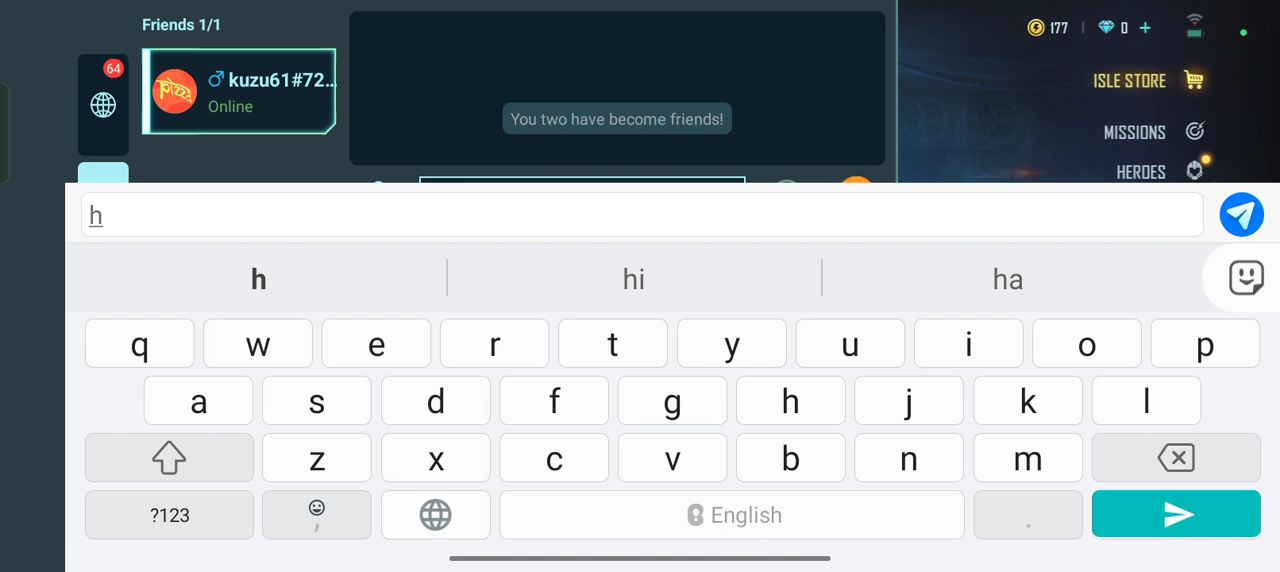 Friends 1/1
64
PIZZA
kuzu61#72...
Online
You two have become friends!
177
0
+
ISLE STORE
MISSIONS
HEROES
h
h hi ha
q w e r t y u i o p
a s d f g h j k l
z x c v b n m
?123 , English .